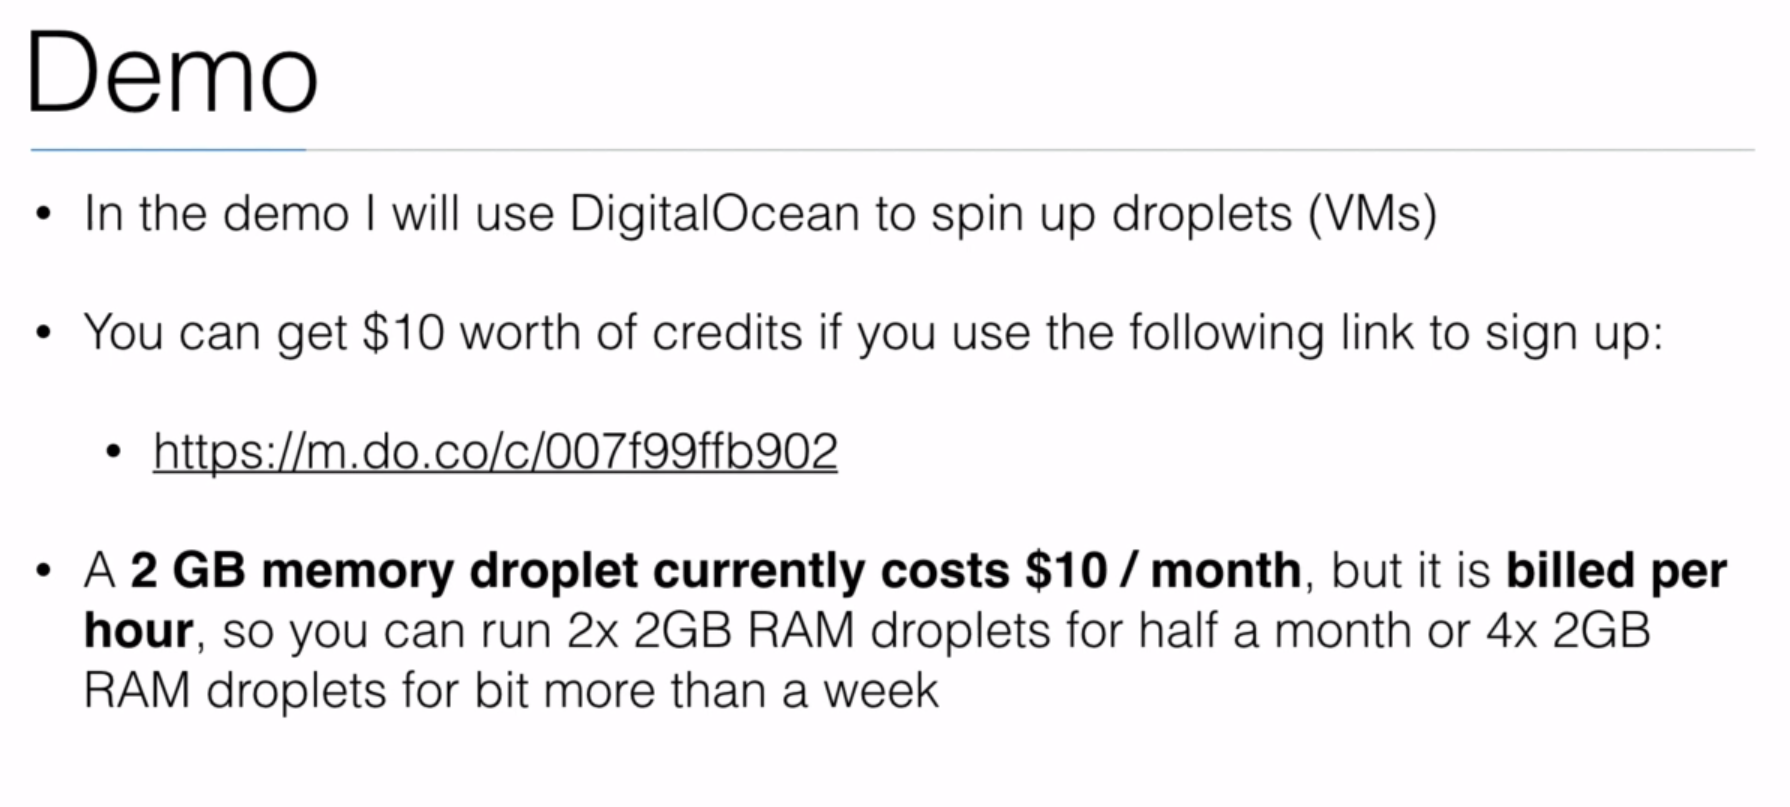 Demo
• In the demo I will use DigitalOcean to spin up droplets (VMs)
• You can get $10 worth of credits if you use the following link to sign up:
• https://m.do.co/c/007f99ffb902
• A 2 GB memory droplet currently costs $10 / month, but it is billed per
hour, so you can run 2x 2GB RAM droplets for half a month or 4x 2GB
RAM droplets for bit more than a week